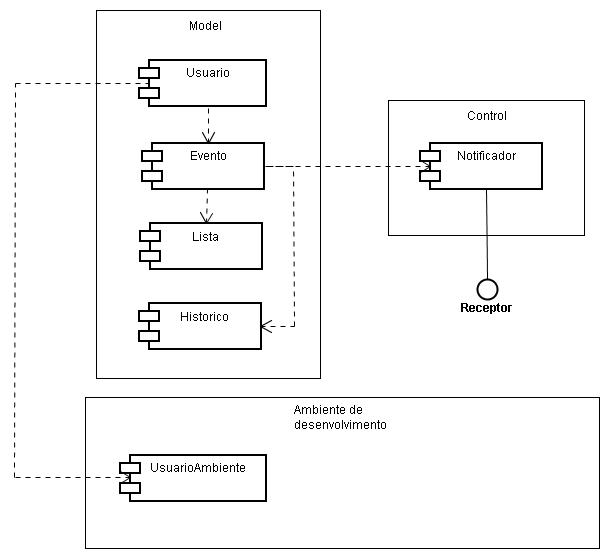 Model
Usuario
Evento
Lista
Historico
Control
Notificador
Receptor
Ambiente de
desenvolvimento
UsuarioAmbiente